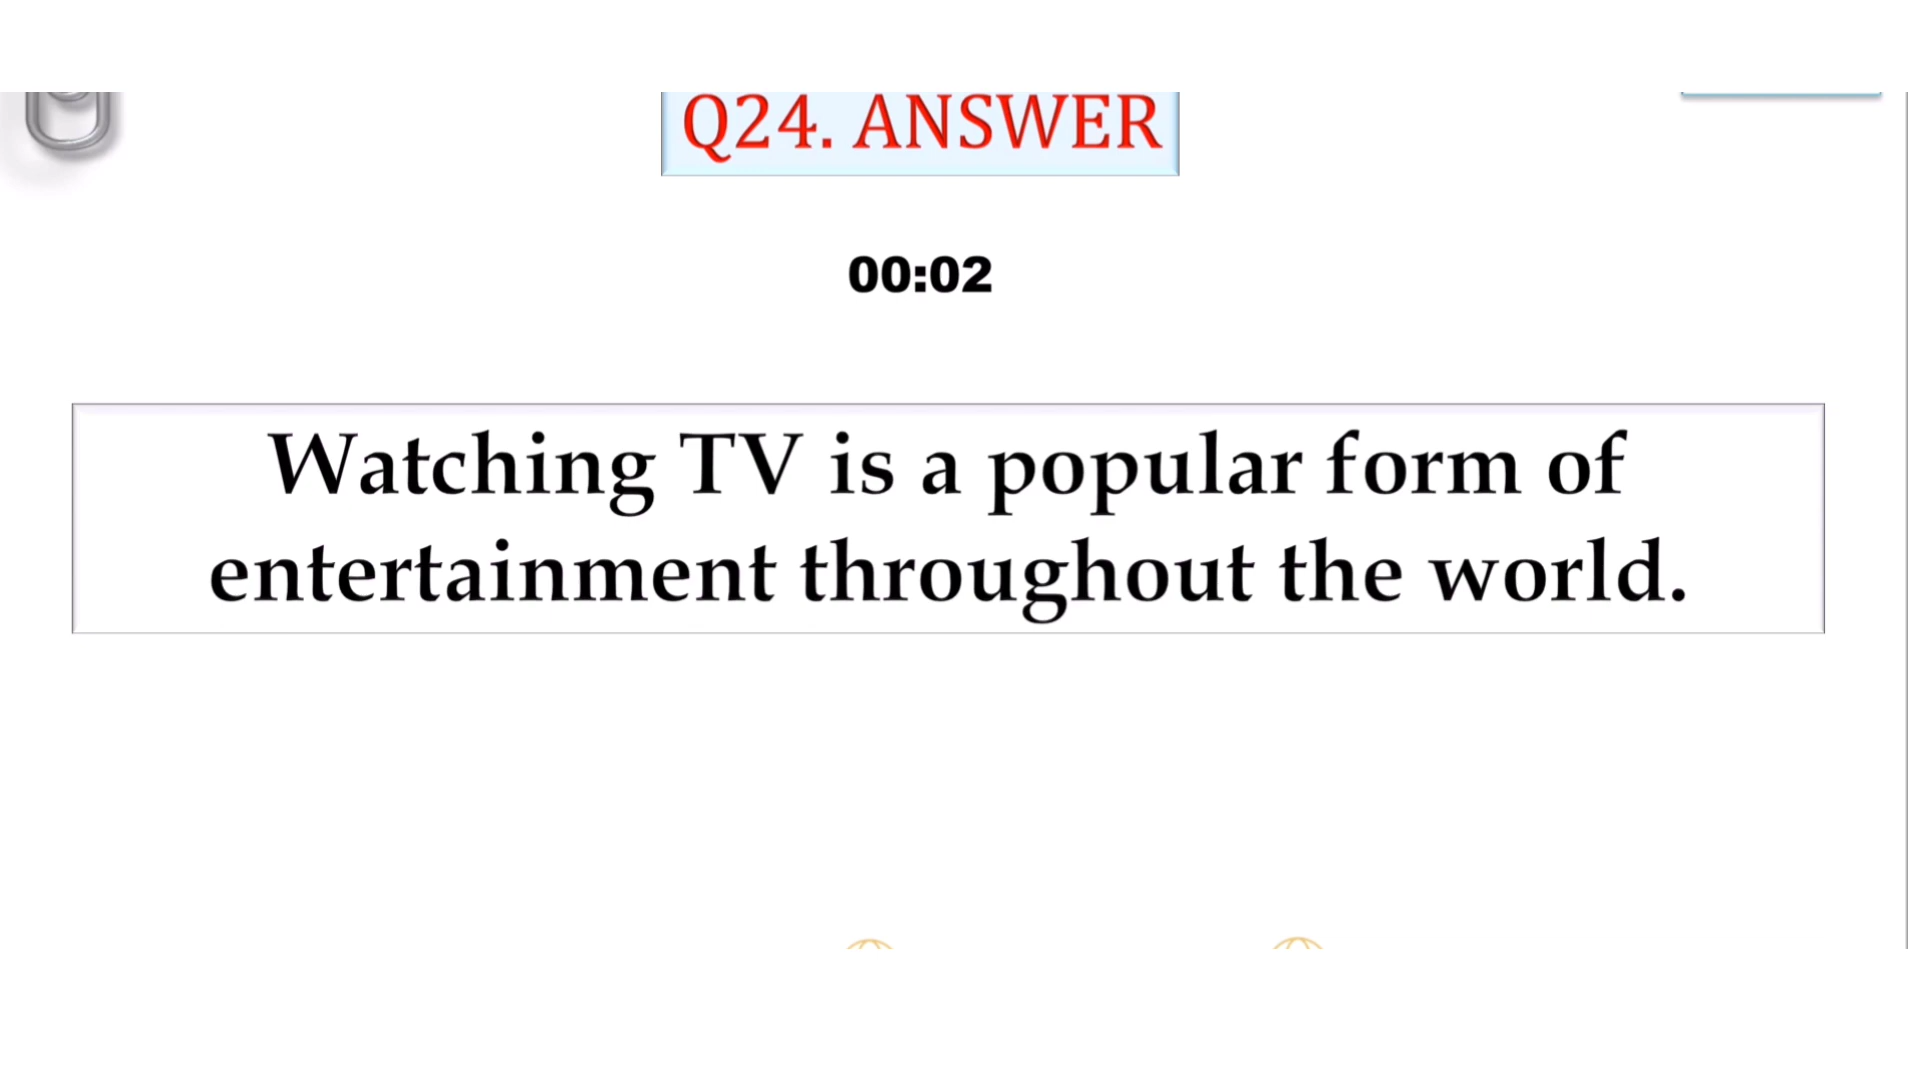 Q24. ANSWER
00:02
Watching TV is a popular form of
entertainment throughout the world.